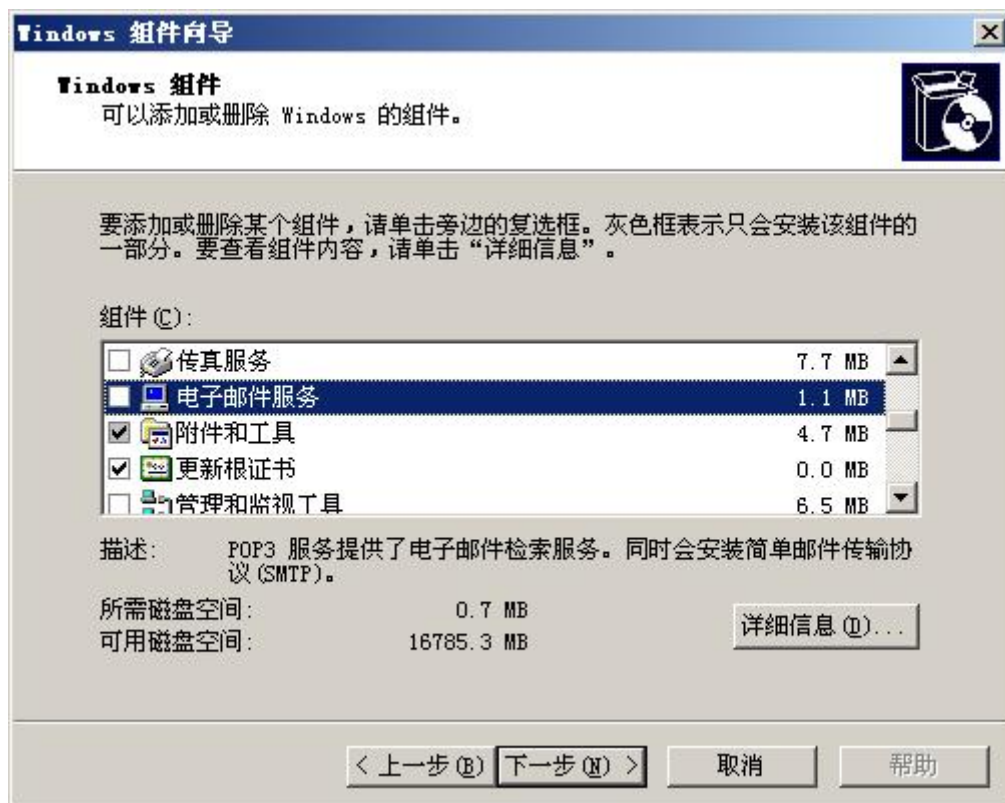 Windows 组件向导
Windows 组件
可以添加或删除 Windows 的组件。
要添加或删除某个组件，请单击旁边的复选框。灰色框表示只会安装该组件的
一部分。要查看组件内容，请单击“详细信息”。
组件(C):
传真服务 7.7 MB
电子邮件服务 1.1 MB
附件和工具 4.7 MB
更新根证书 0.0 MB
管理和监视工具 6.5 MB
描述: POP3 服务提供了电子邮件检索服务。同时会安装简单邮件传输协
议(SMTP)。
所需磁盘空间: 0.7 MB
可用磁盘空间: 16785.3 MB
详细信息(D)...
< 上一步(B) 下一步(N) > 取消 帮助